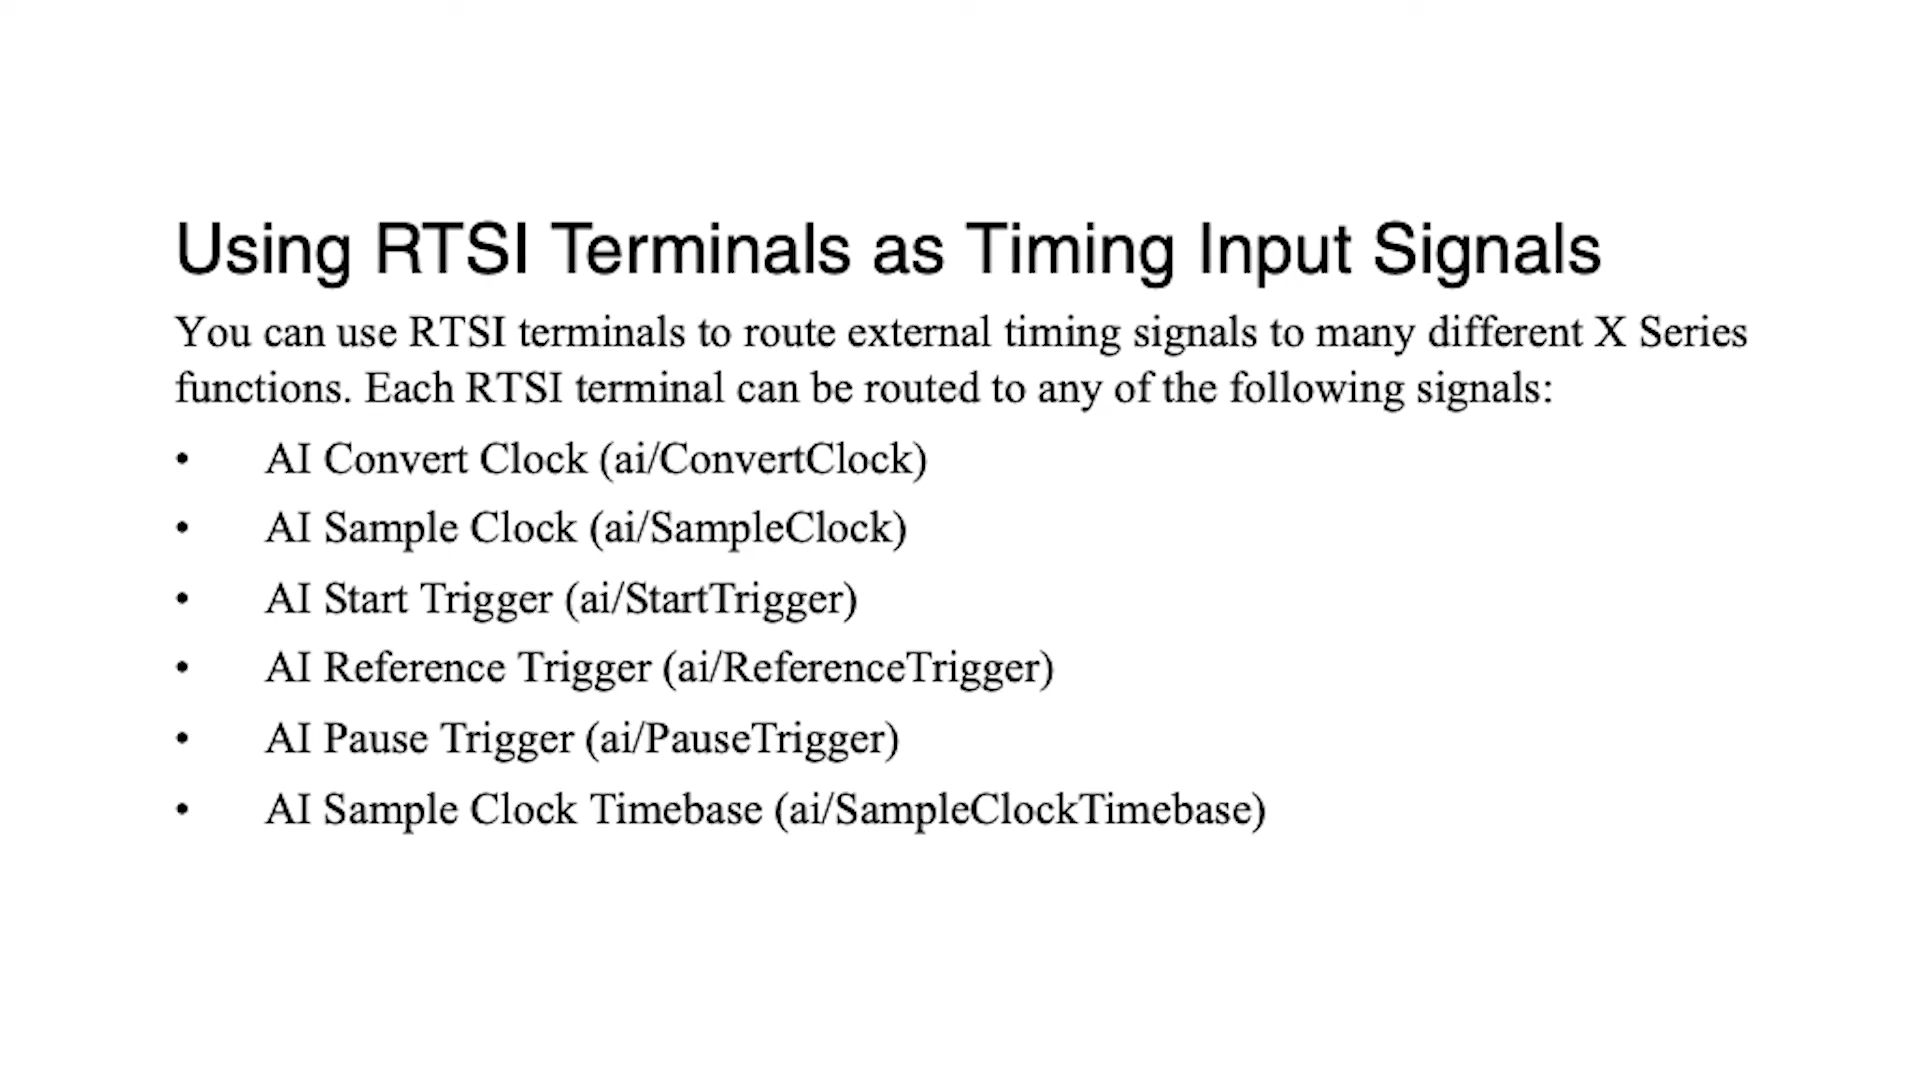 Using RTSI Terminals as Timing Input Signals
You can use RTSI terminals to route external timing signals to many different X Series
functions. Each RTSI terminal can be routed to any of the following signals:
• AI Convert Clock (ai/ConvertClock)
• AI Sample Clock (ai/SampleClock)
• AI Start Trigger (ai/StartTrigger)
• AI Reference Trigger (ai/ReferenceTrigger)
• AI Pause Trigger (ai/PauseTrigger)
• AI Sample Clock Timebase (ai/SampleClockTimebase)